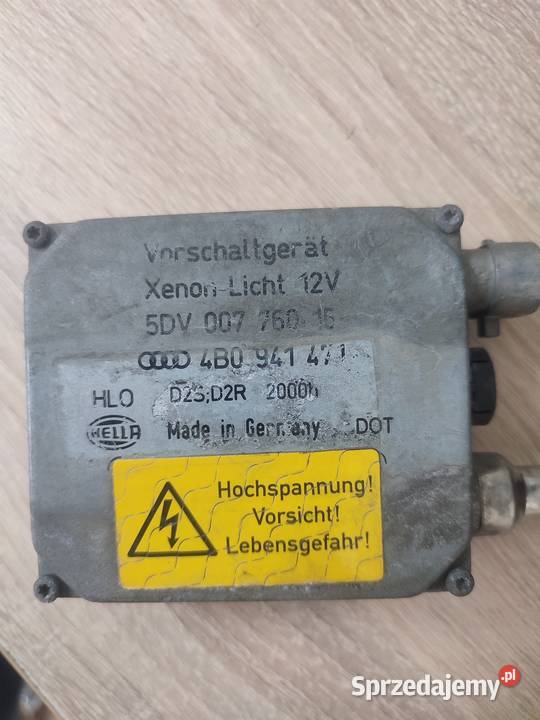 Vorschaltgerät
Xenon-Licht 12V
5DV 007 760 15
4B0 941 471
HLO D2S;D2R 2000h
HELLA Made in Germany DOT
Hochspannung!
Vorsicht!
Lebensgefahr!
Sprzedajemy.pl